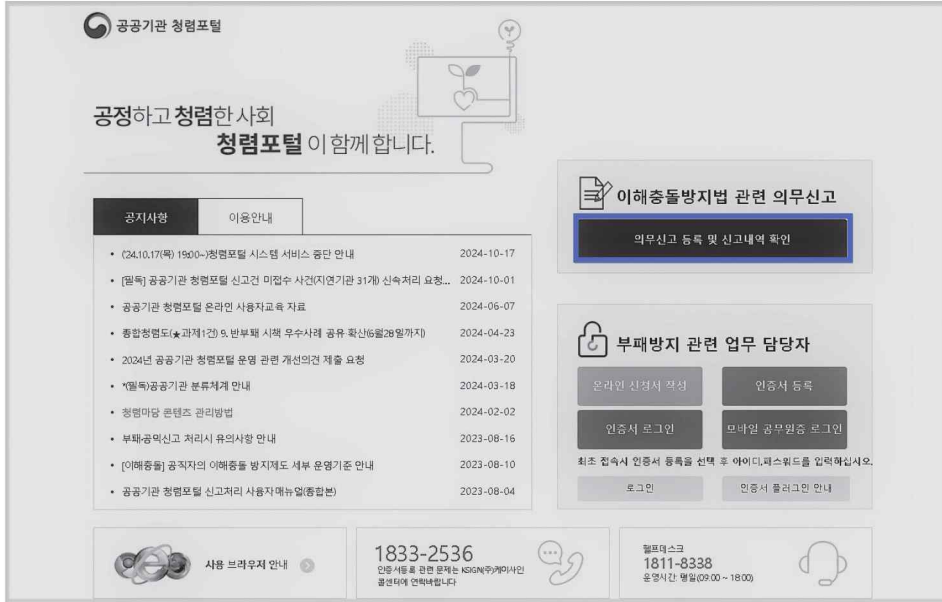 공공기관 청렴포털
공정하고 청렴한 사회
청렴포털 이 함께 합니다.
공지사항
이용안내
• ('24.10.17(목) 19:00~)청렴포털 시스템 서비스 중단 안내 2024-10-17
• [필독] 공공기관 청렴포털 신고건 미접수 사건(지연기관 31개) 신속처리 요청... 2024-10-01
• 공공기관 청렴포털 온라인 사용자교육 자료 2024-06-07
• 종합청렴도(★과제1건) 9. 반부패 시책 우수사례 공유·확산(6월28일까지) 2024-04-23
• 2024년 공공기관 청렴포털 운영 관련 개선의견 제출 요청 2024-03-20
• *(필독)공공기관 분류체계 안내 2024-03-18
• 청렴마당 콘텐츠 관리방법 2024-02-02
• 부패·공익신고 처리시 유의사항 안내 2023-08-16
• [이해충돌] 공직자의 이해충돌 방지제도 세부 운영기준 안내 2023-08-10
• 공공기관 청렴포털 신고처리 사용자매뉴얼(종합본) 2023-08-04
이해충돌방지법 관련 의무신고
의무신고 등록 및 신고내역 확인
부패방지 관련 업무 담당자
온라인 신청서 작성
인증서 등록
인증서 로그인
모바일 공무원증 로그인
최초 접속시 인증서 등록을 선택 후 아이디,패스워드를 입력하십시오.
로그인
인증서 플러그인 안내
사용 브라우저 안내
1833-2536
인증서등록 관련 문제는 KSIGN(주)케이사인
콜센터에 연락바랍니다
헬프데스크
1811-8338
운영시간: 평일(09:00 ~ 18:00)